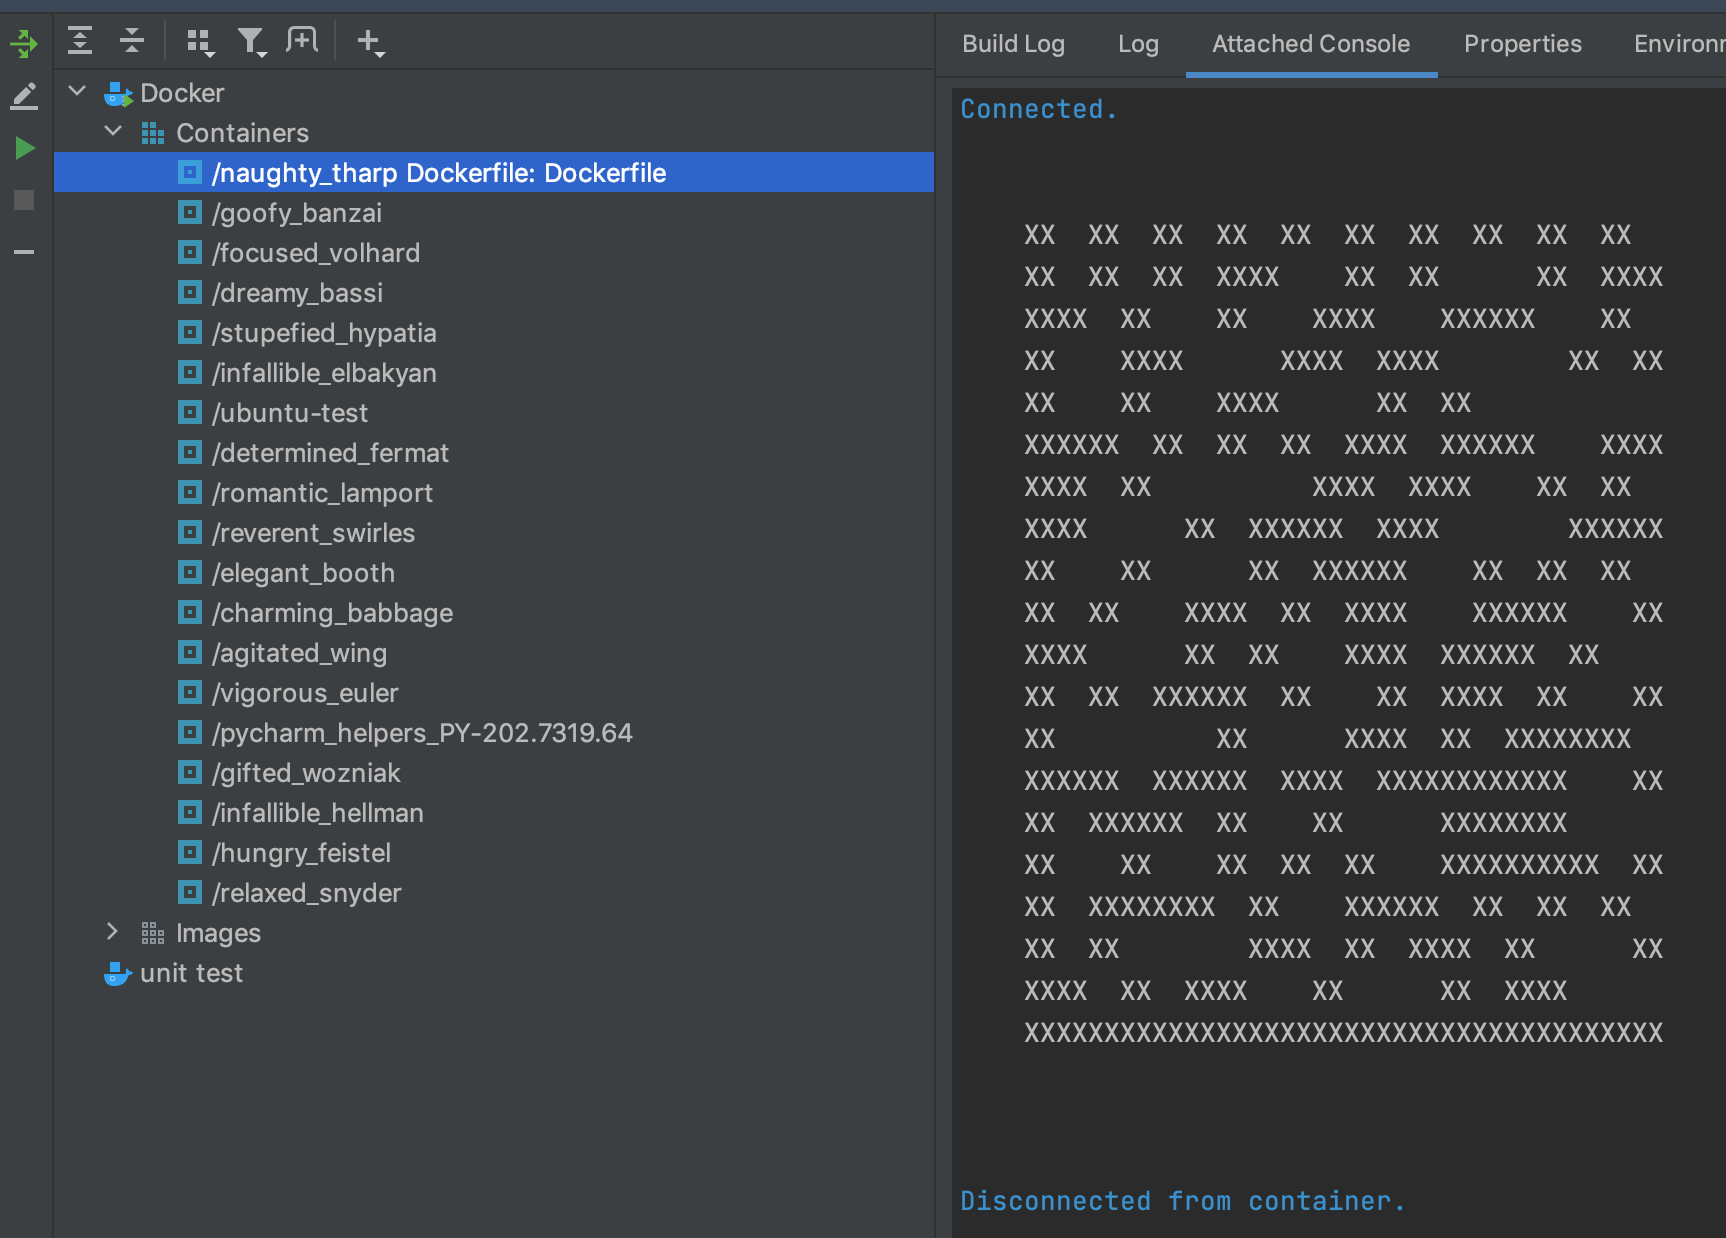 Build Log Log Attached Console Properties Environ
Docker
Containers
/naughty_tharp Dockerfile: Dockerfile
/goofy_banzai
/focused_volhard
/dreamy_bassi
/stupefied_hypatia
/infallible_elbakyan
/ubuntu-test
/determined_fermat
/romantic_lamport
/reverent_swirles
/elegant_booth
/charming_babbage
/agitated_wing
/vigorous_euler
/pycharm_helpers_PY-202.7319.64
/gifted_wozniak
/infallible_hellman
/hungry_feistel
/relaxed_snyder
Images
unit test
Connected.
XX  XX  XX  XX  XX  XX  XX  XX  XX  XX
XX  XX  XX  XXXX    XX  XX      XX  XXXX
XXXX  XX    XX    XXXX    XXXXXX    XX
XX    XXXX      XXXX  XXXX        XX  XX
XX    XX    XXXX      XX  XX
XXXXXX  XX  XX  XX  XXXX  XXXXXX    XXXX
XXXX  XX          XXXX  XXXX    XX  XX
XXXX      XX  XXXXXX  XXXX        XXXXXX
XX    XX      XX  XXXXXX    XX  XX  XX
XX  XX    XXXX  XX  XXXX    XXXXXX    XX
XXXX      XX  XX    XXXX  XXXXXX  XX
XX  XX  XXXXXX  XX    XX  XXXX  XX    XX
XX          XX      XXXX  XX  XXXXXXXX
XXXXXX  XXXXXX  XXXX  XXXXXXXXXXXX    XX
XX  XXXXXX  XX    XX      XXXXXXXX
XX    XX    XX  XX  XX    XXXXXXXXXX  XX
XX  XXXXXXXX  XX    XXXXXX  XX  XX  XX
XX  XX        XXXX  XX  XXXX  XX      XX
XXXX  XX  XXXX    XX      XX  XXXX
XXXXXXXXXXXXXXXXXXXXXXXXXXXXXXXXXXXXXXXX
Disconnected from container.